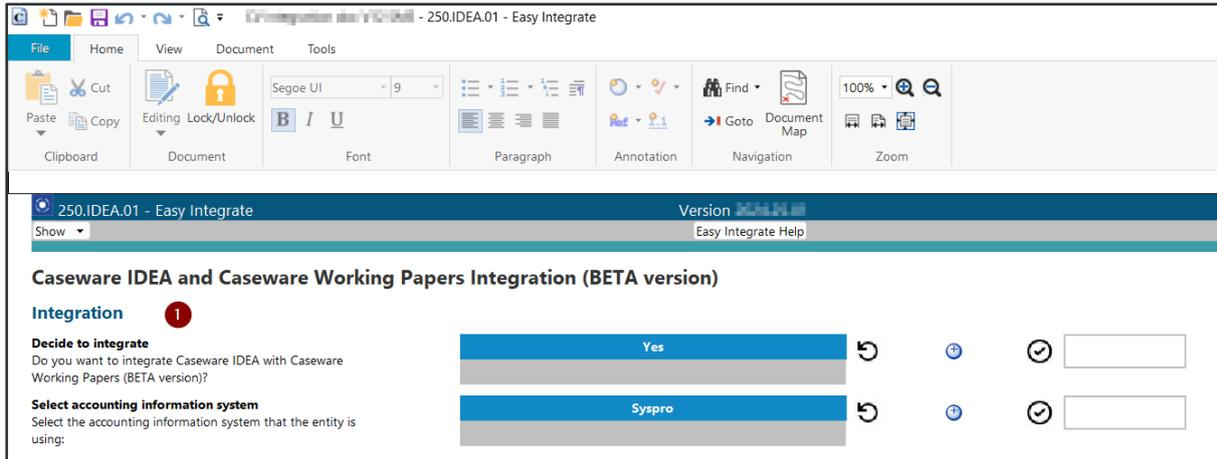 - 250.IDEA.01 - Easy Integrate
File Home View Document Tools
Cut
Segoe UI 9
Find
100%
Paste Copy
Editing Lock/Unlock
B I U
Ref 2.1
Goto Document Map
Clipboard Document Font Paragraph Annotation Navigation Zoom
250.IDEA.01 - Easy Integrate Version
Show Easy Integrate Help
Caseware IDEA and Caseware Working Papers Integration (BETA version)
Integration 1
Decide to integrate Yes
Do you want to integrate Caseware IDEA with Caseware
Working Papers (BETA version)?
Select accounting information system Syspro
Select the accounting information system that the entity is
using: